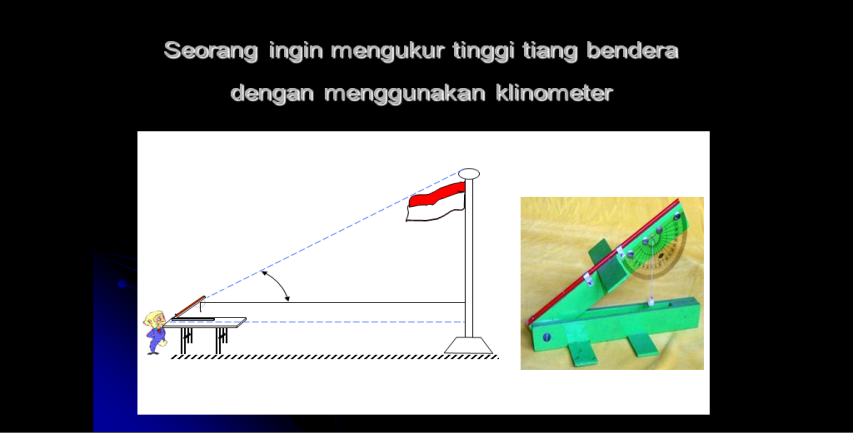 Seorang ingin mengukur tinggi tiang bendera
dengan menggunakan klinometer